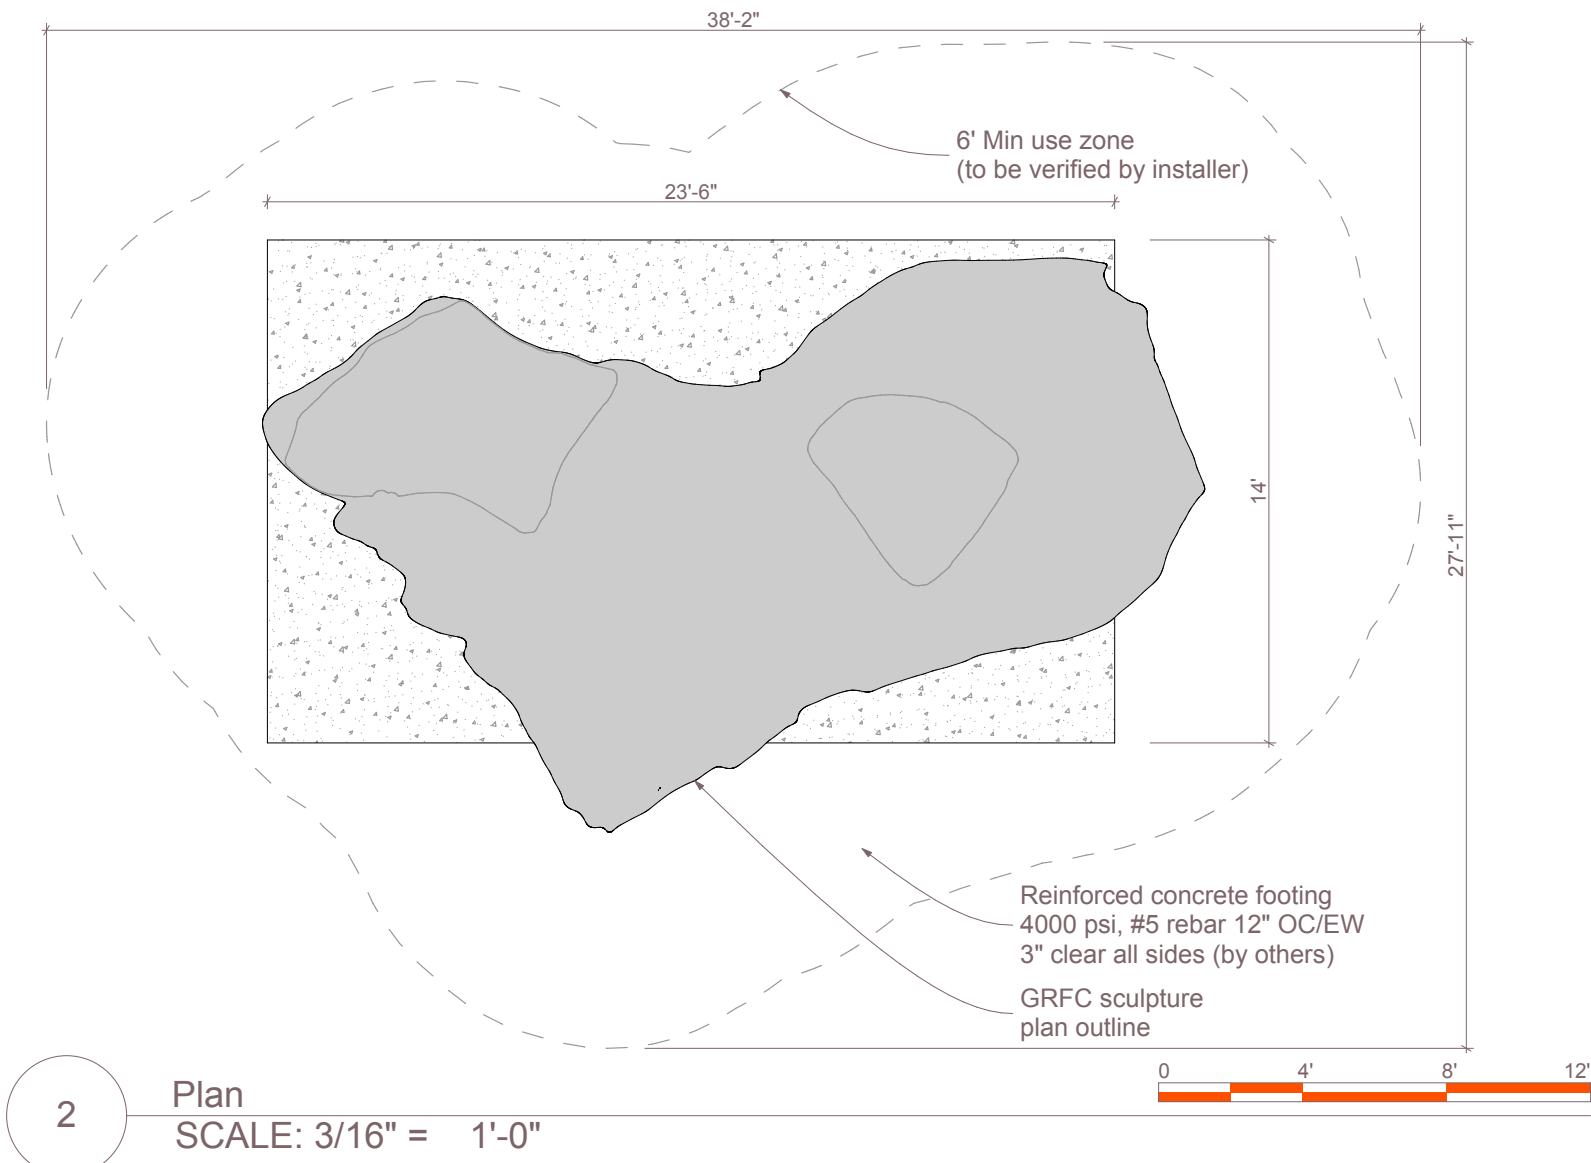 38'-2"
6' Min use zone
(to be verified by installer)
23'-6"
14'
27'-11"
Reinforced concrete footing
4000 psi, #5 rebar 12" OC/EW
3" clear all sides (by others)
GRFC sculpture
plan outline
0 4' 8' 12'
2
Plan
SCALE: 3/16" = 1'-0"